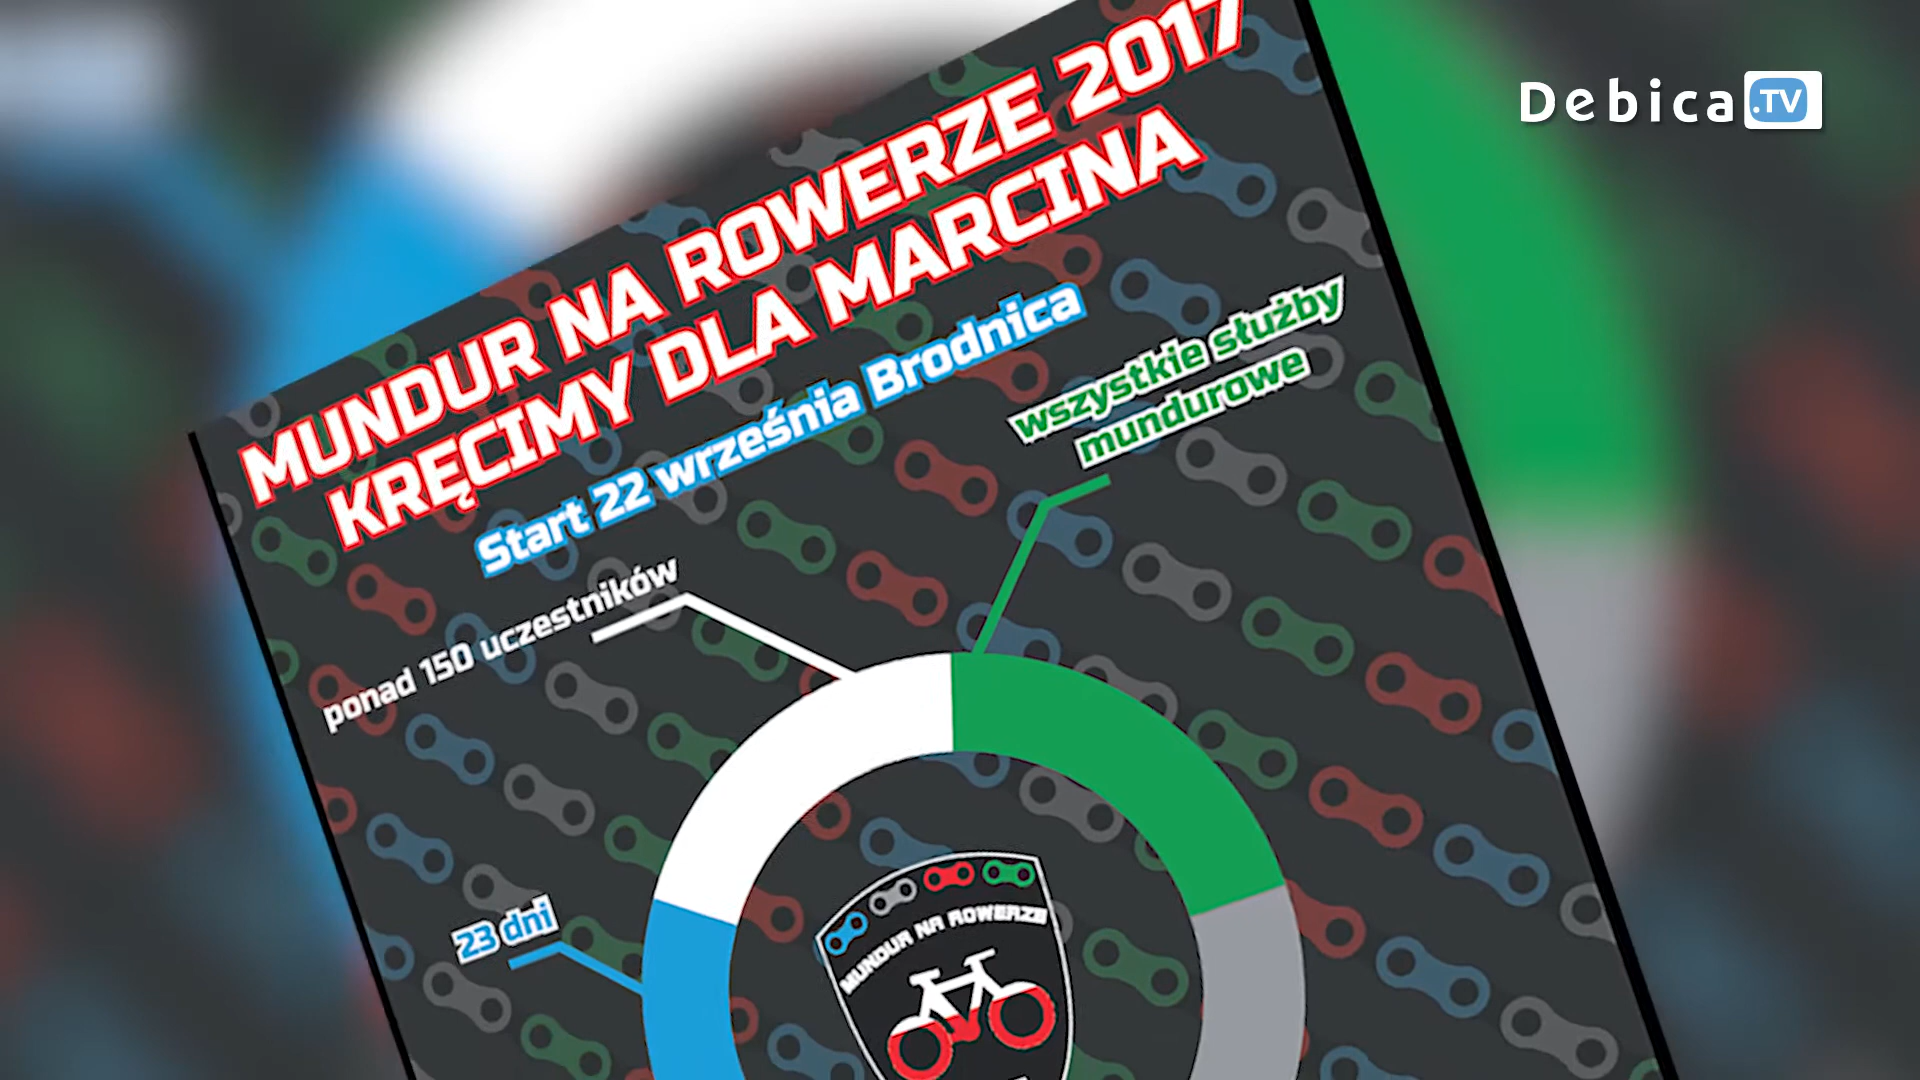 MUNDUR NA ROWERZE 2017
KRĘCIMY DLA MARCINA
Start 22 września Brodnica
wszystkie służby
mundurowe
ponad 150 uczestników
23 dni
MUNDUR NA ROWERZE
Debica.TV